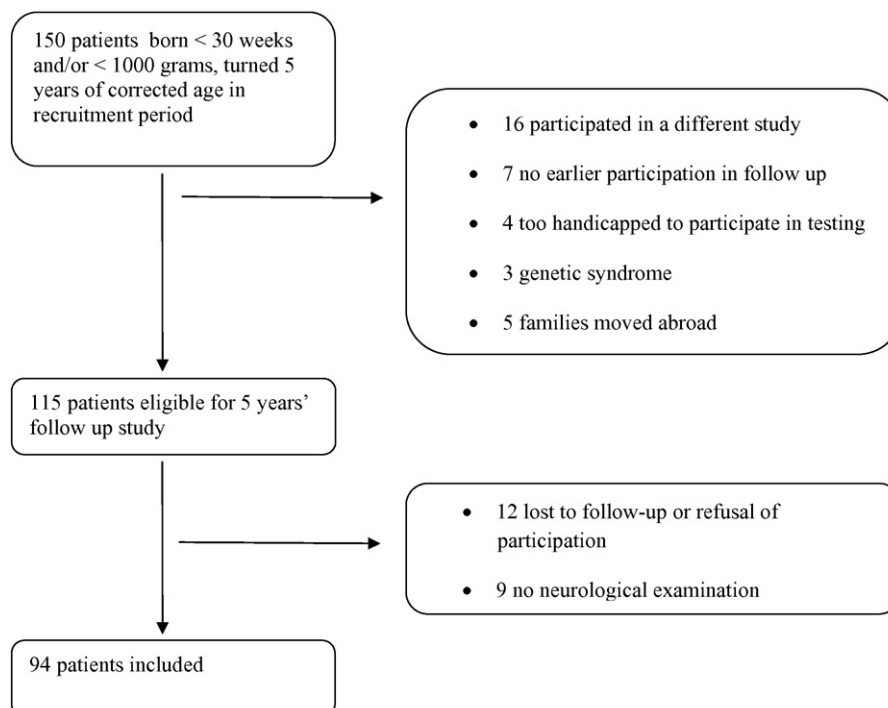 150 patients born < 30 weeks
and/or < 1000 grams, turned 5
years of corrected age in
recruitment period
• 16 participated in a different study
• 7 no earlier participation in follow up
• 4 too handicapped to participate in testing
• 3 genetic syndrome
• 5 families moved abroad
115 patients eligible for 5 years’
follow up study
• 12 lost to follow-up or refusal of
participation
• 9 no neurological examination
94 patients included